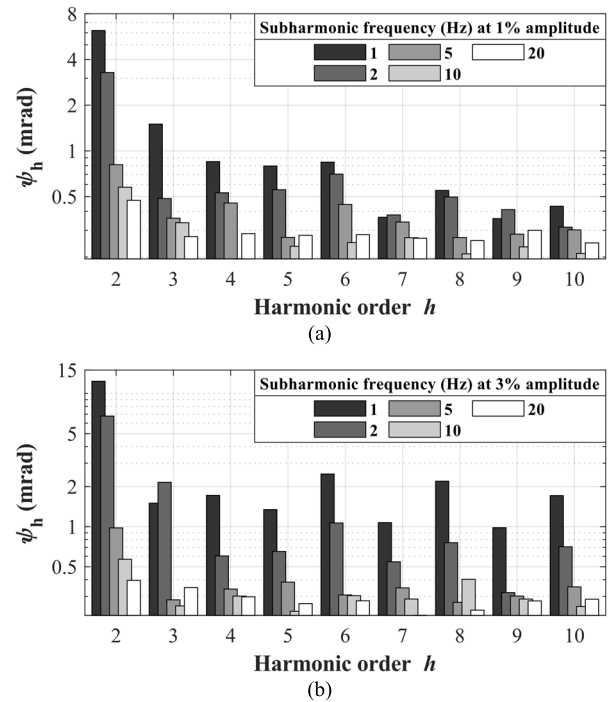 Subharmonic frequency (Hz) at 1% amplitude
1 5 20
2 10
8
4
2
1
0.5
ψh (mrad)
2 3 4 5 6 7 8 9 10
Harmonic order h
(a)
Subharmonic frequency (Hz) at 3% amplitude
1 5 20
2 10
15
5
2
1
0.5
ψh (mrad)
2 3 4 5 6 7 8 9 10
Harmonic order h
(b)